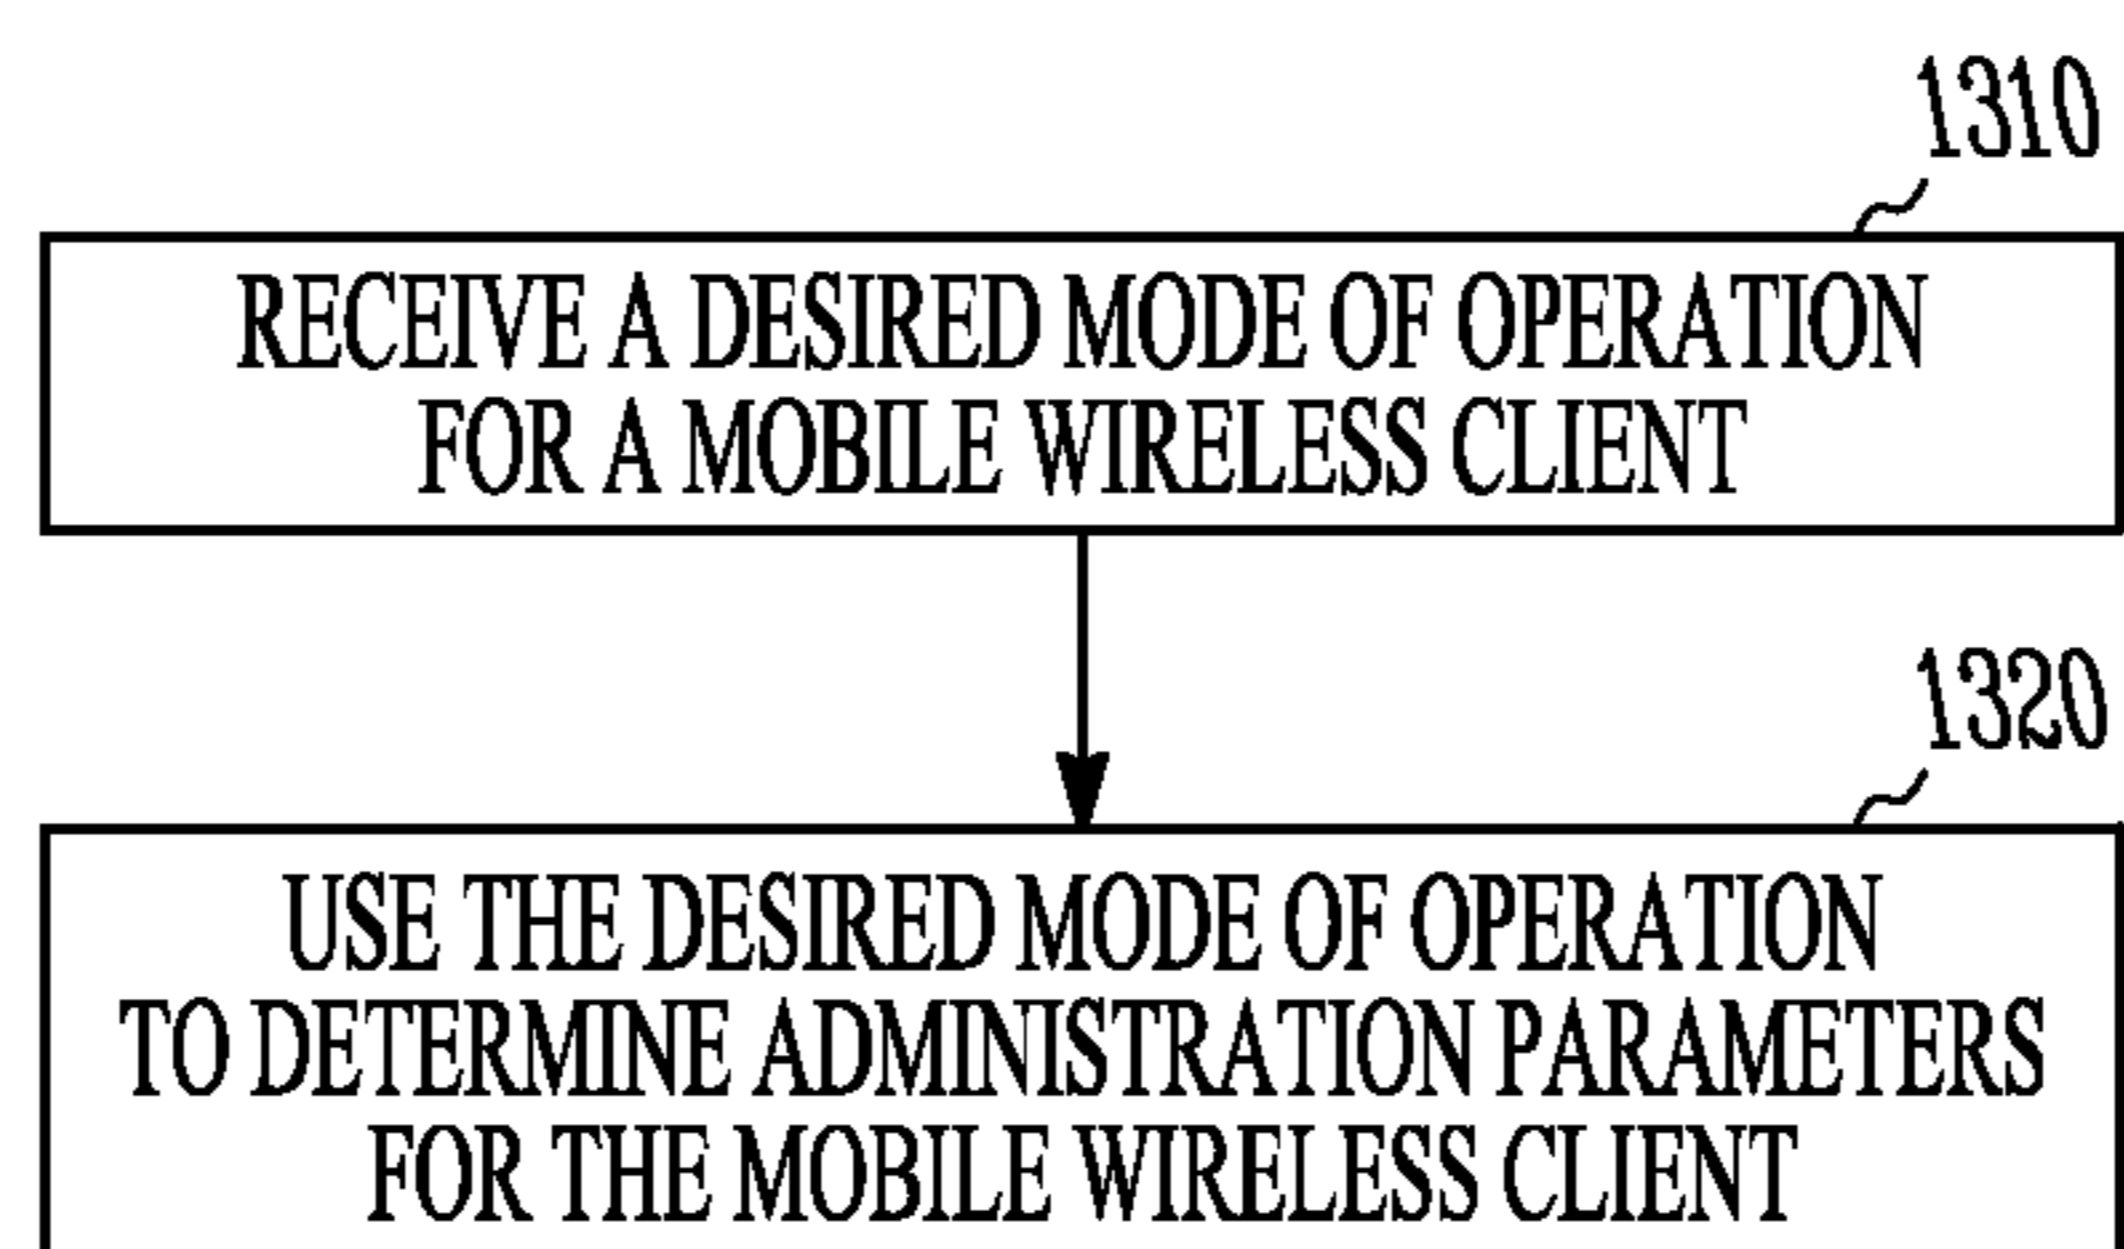 1310
RECEIVE A DESIRED MODE OF OPERATION
FOR A MOBILE WIRELESS CLIENT
1320
USE THE DESIRED MODE OF OPERATION
TO DETERMINE ADMINISTRATION PARAMETERS
FOR THE MOBILE WIRELESS CLIENT